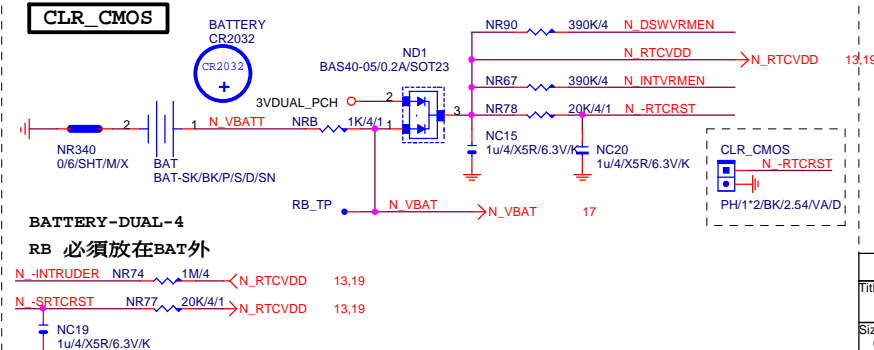 CLR_CMOS
BATTERY
CR2032
CR2032
+
ND1
BAS40-05/0.2A/SOT23
NR90 390K/4 N_DSWVRMEN
N_RTCVDD N_RTCVDD 13,19
NR67 390K/4 N_INTVRMEN
3VDUAL_PCH 2
3 NR78 20K/4/1 N_-RTCRST
2 1 N_VBATT NRB 1K/4/1 1
NR340
0/6/SHT/M/X
BAT
BAT-SK/BK/P/S/D/SN
NC15
1u/4/X5R/6.3V/K
NC20
1u/4/X5R/6.3V/K
CLR_CMOS
N_-RTCRST
PH/1*2/BK/2.54/VA/D
RB_TP N_VBAT N_VBAT 17
BATTERY-DUAL-4
RB 必須放在BAT外
N_-INTRUDER NR74 1M/4 N_RTCVDD 13,19
N_-SRTCRST NR77 20K/4/1 N_RTCVDD 13,19
NC19
1u/4/X5R/6.3V/K